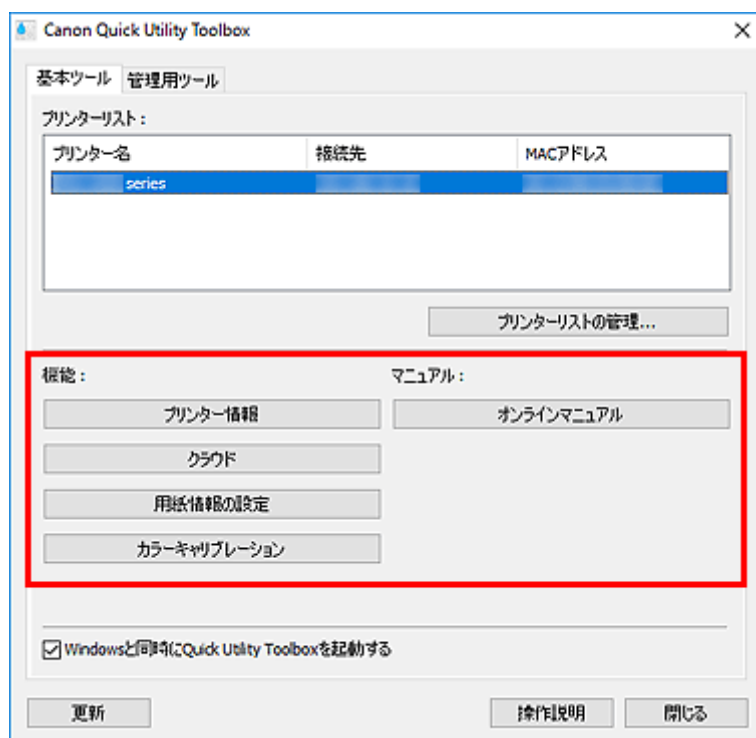 Canon Quick Utility Toolbox
基本ツール 管理用ツール
プリンターリスト：
プリンター名 接続先 MACアドレス
series
プリンターリストの管理...
機能： マニュアル：
プリンター情報 オンラインマニュアル
クラウド
用紙情報の設定
カラーキャリブレーション
Windowsと同時にQuick Utility Toolboxを起動する
更新 操作説明 閉じる